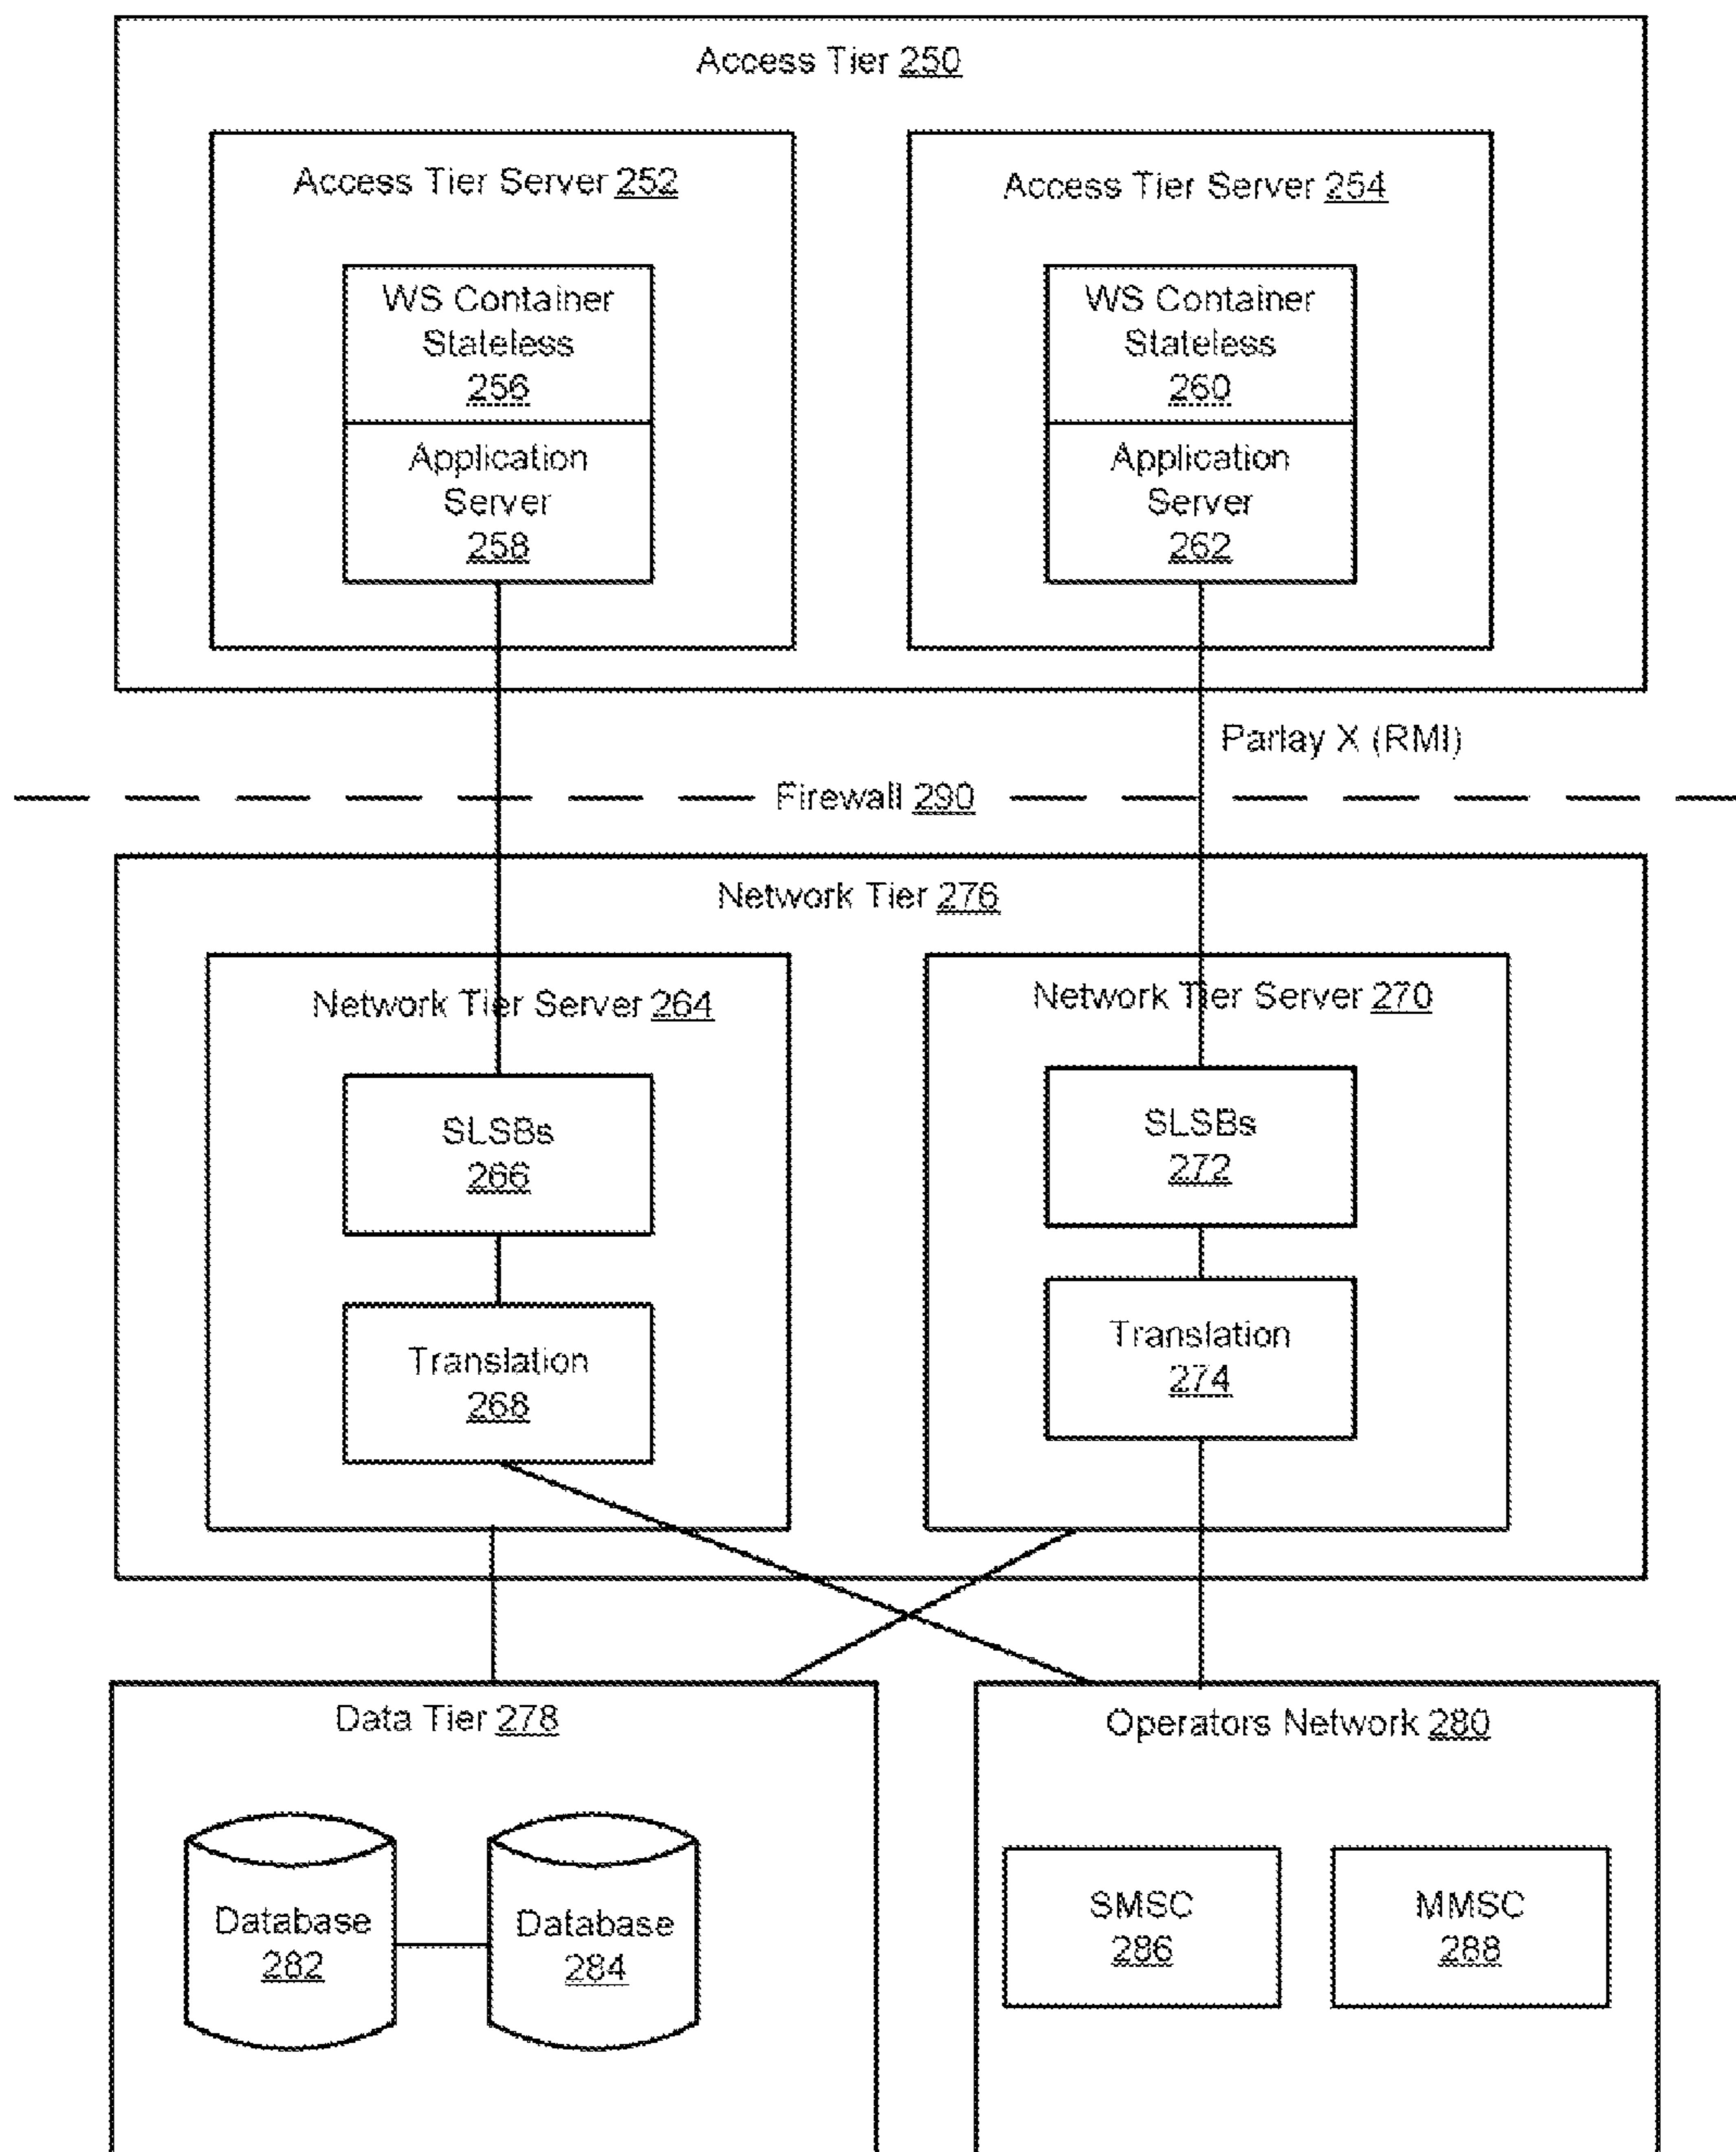 Access Tier 250
Access Tier Server 252
Access Tier Server 254
WS Container
Stateless
256
WS Container
Stateless
260
Application
Server
258
Application
Server
262
Parlay X (RMI)
Firewall 290
Network Tier 276
Network Tier Server 264
Network Tier Server 270
SLSBs
266
SLSBs
272
Translation
268
Translation
274
Data Tier 278
Operators Network 280
Database
282
Database
284
SMSC
286
MMSC
288